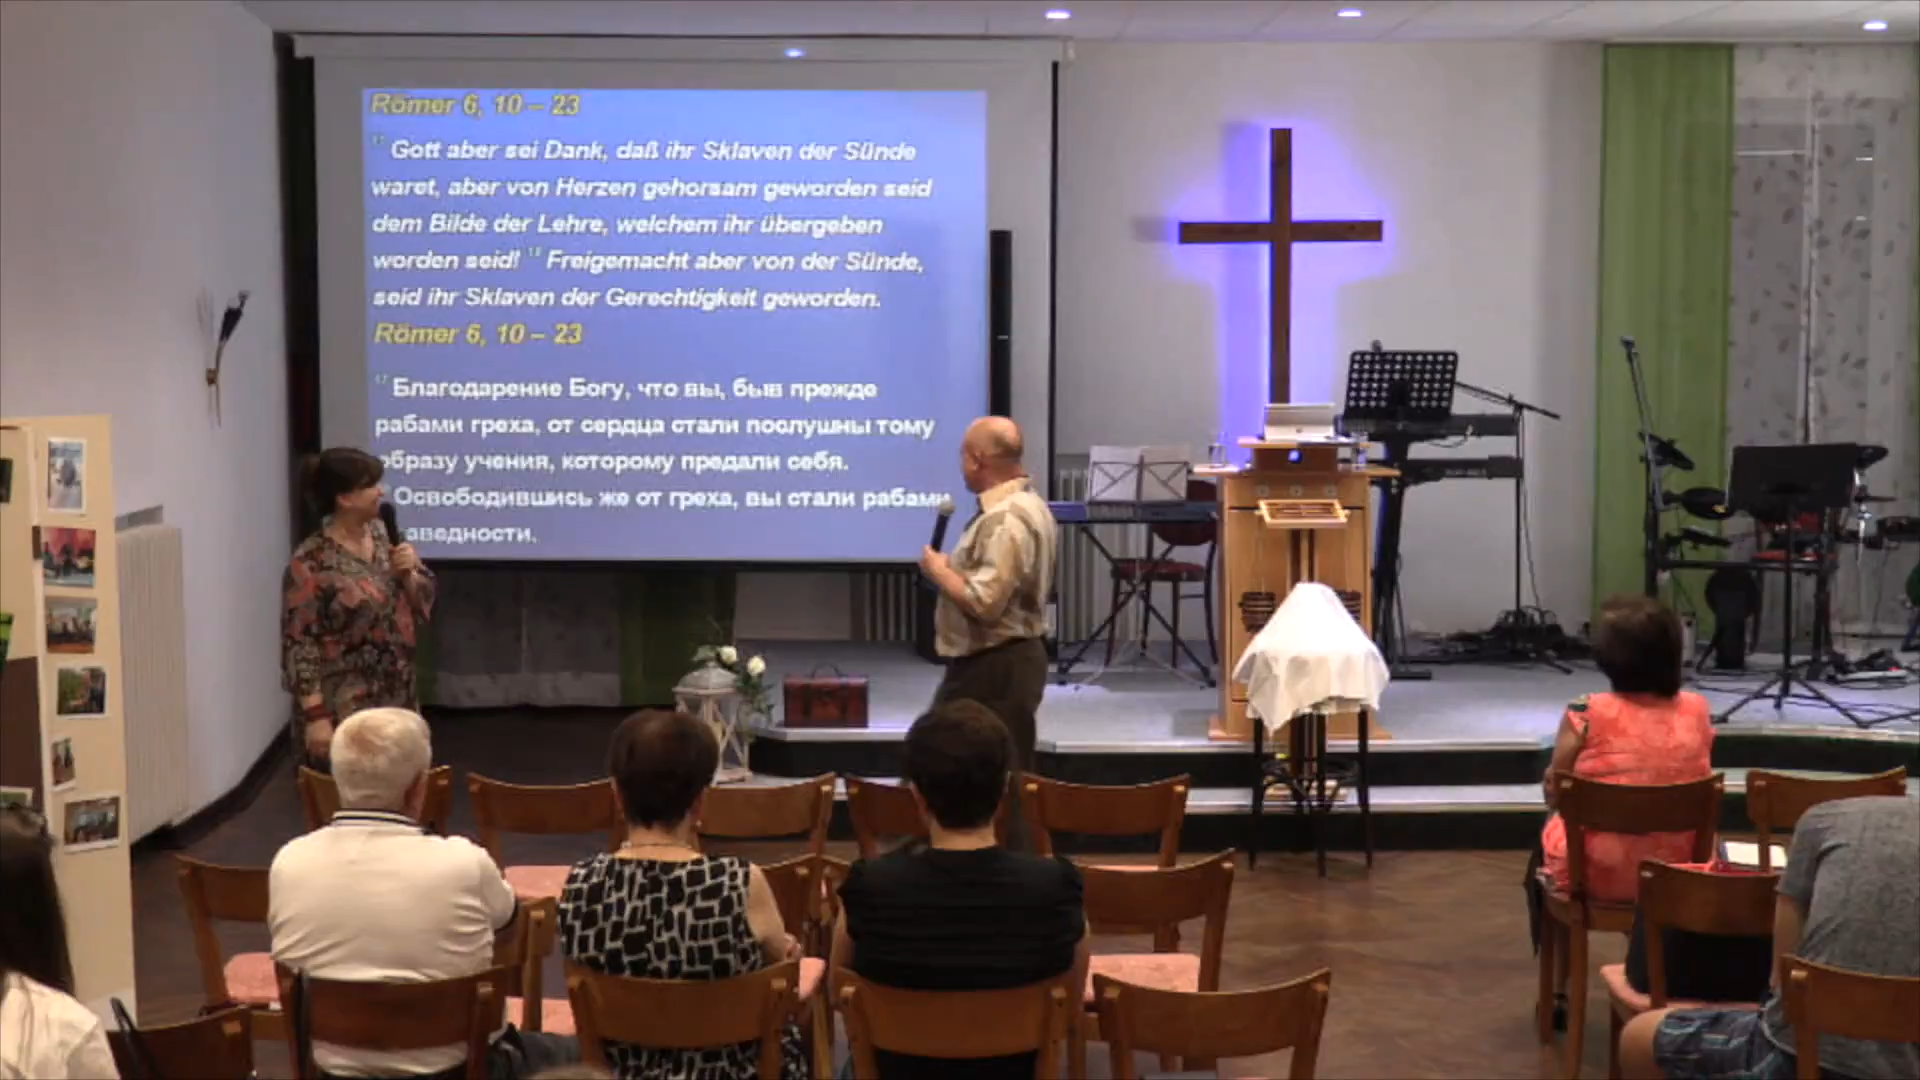 Römer 6, 10 – 23
17 Gott aber sei Dank, daß ihr Sklaven der Sünde
waret, aber von Herzen gehorsam geworden seid
dem Bilde der Lehre, welchem ihr übergeben
worden seid! 18 Freigemacht aber von der Sünde,
seid ihr Sklaven der Gerechtigkeit geworden.
Römer 6, 10 – 23
17 Благодарение Богу, что вы, быв прежде
рабами греха, от сердца стали послушны тому
образу учения, которому предали себя.
Освободившись же от греха, вы стали рабами
аведности.